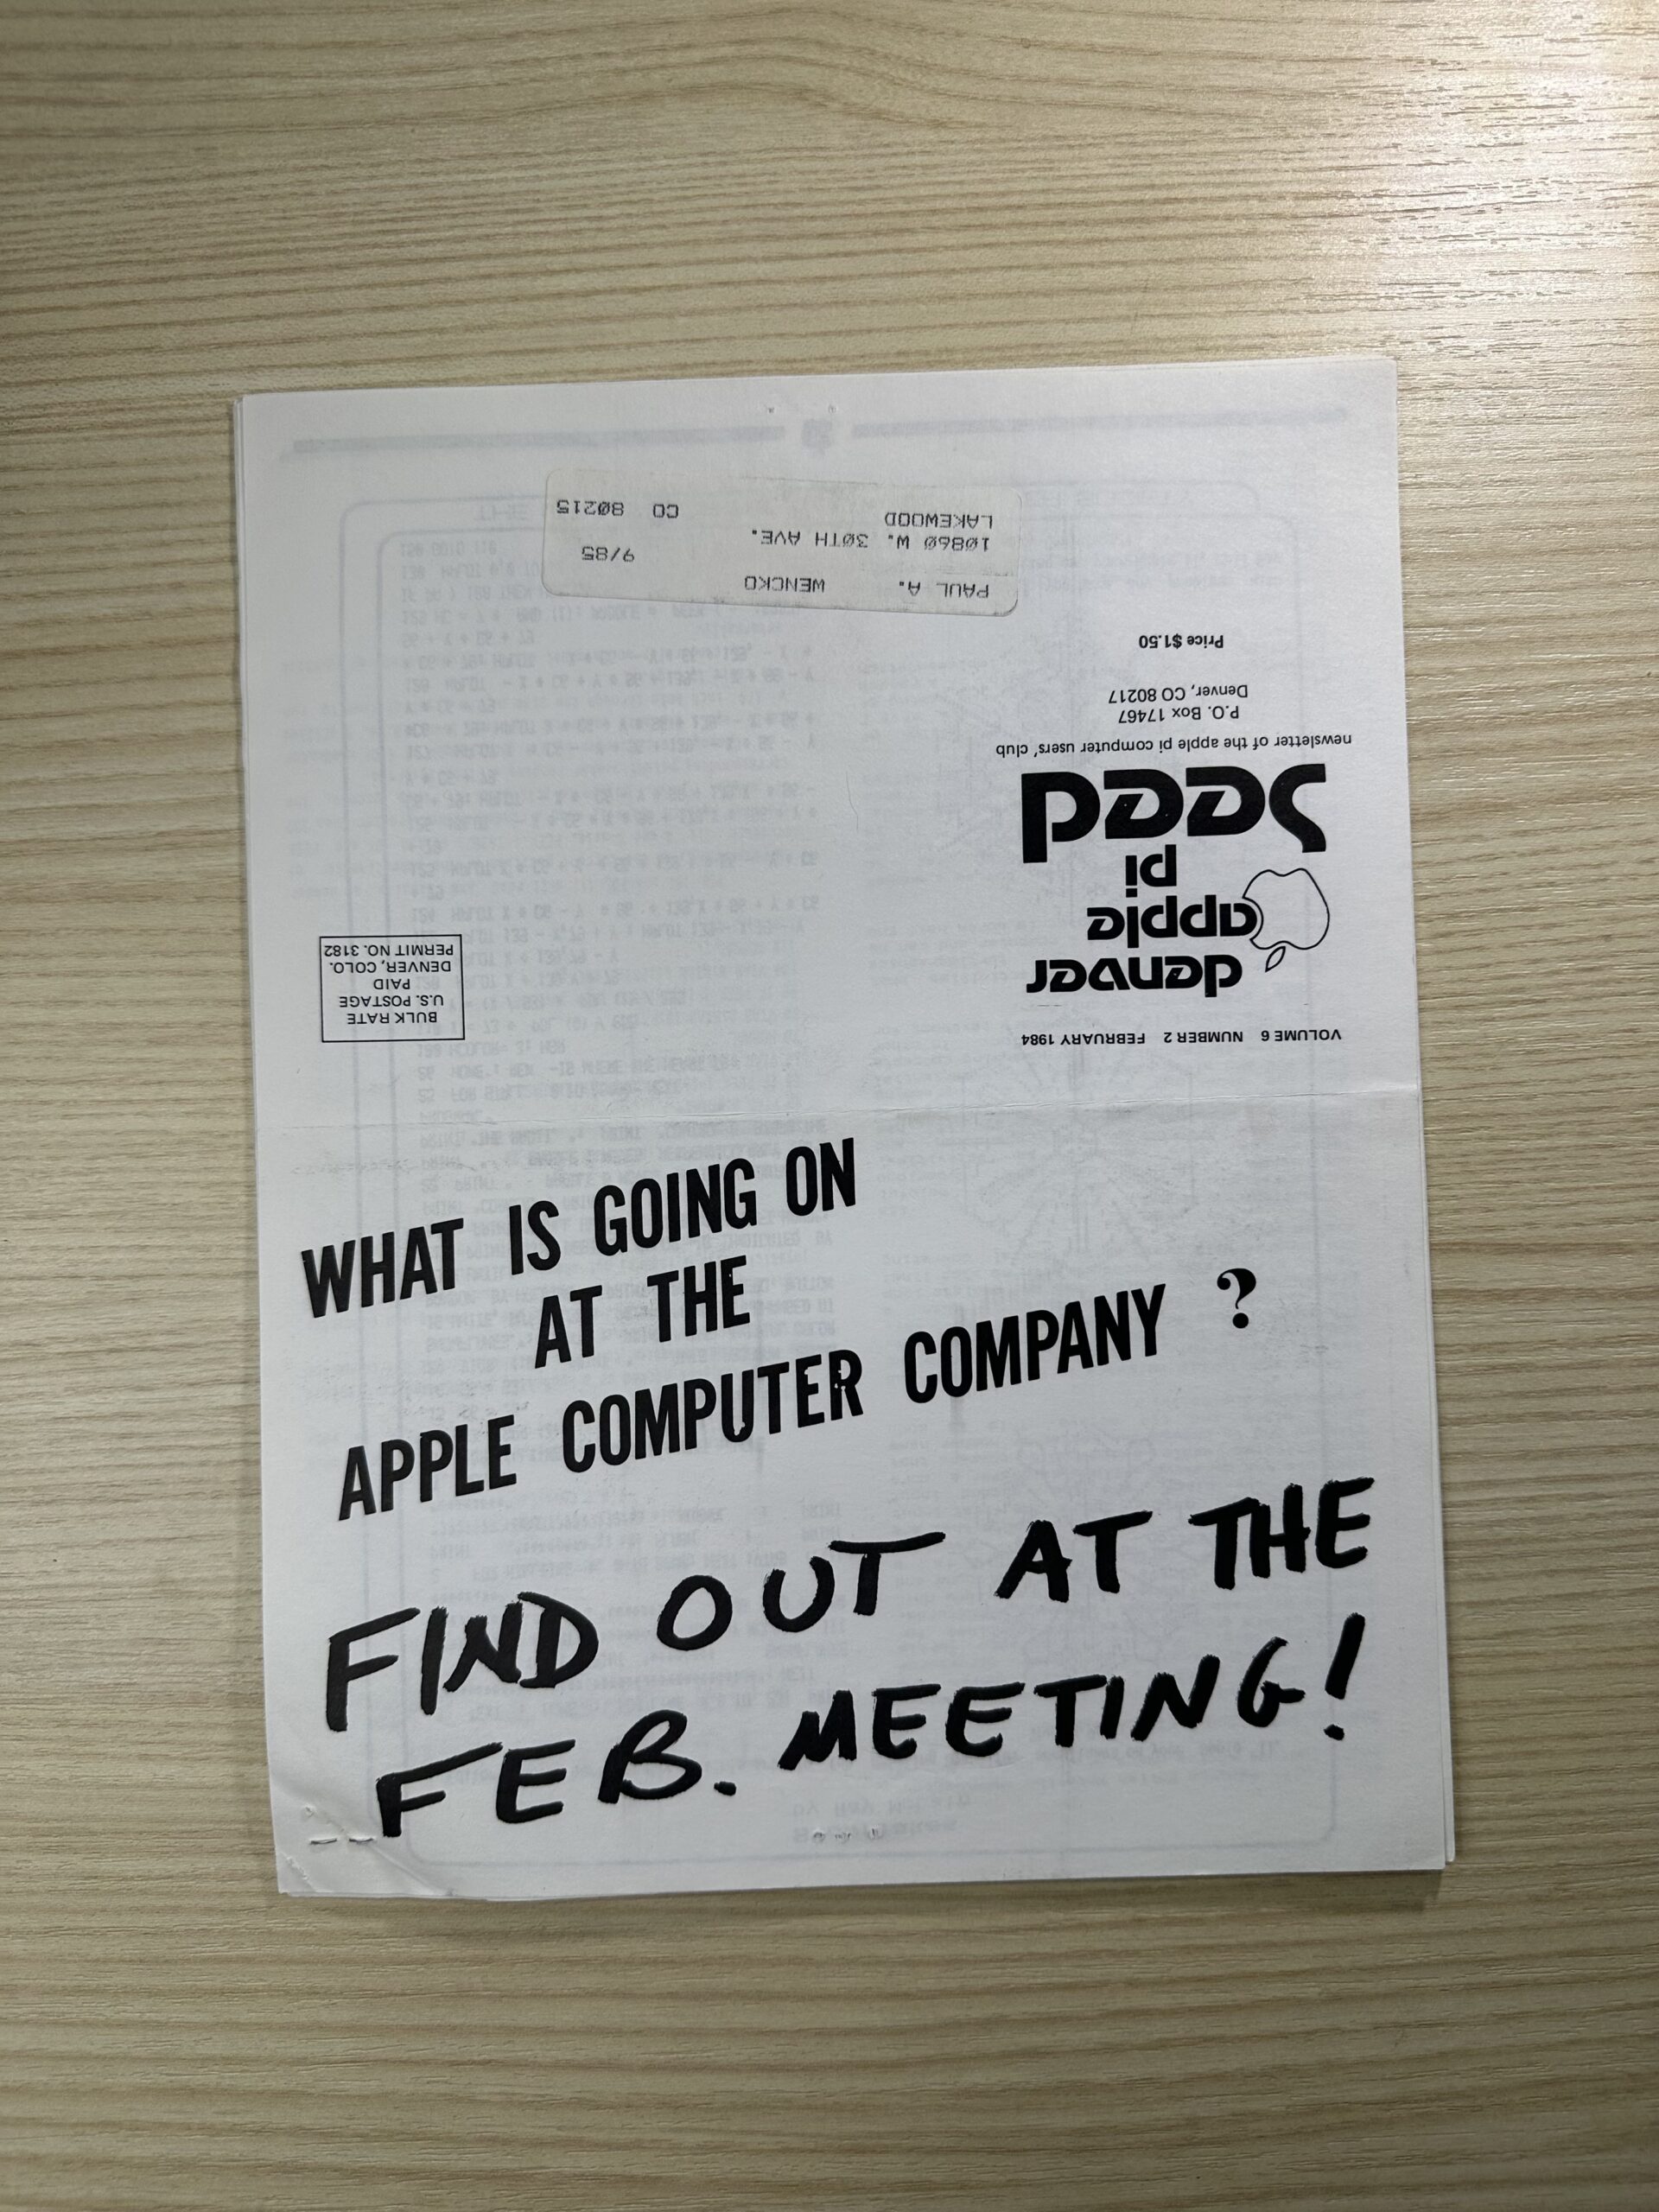 WHAT IS GOING ON
AT THE
APPLE COMPUTER COMPANY ?
FIND OUT AT THE
FEB. MEETING!
VOLUME 6 NUMBER 2 FEBRUARY 1984
denver
apple
pi
seed
newsletter of the apple pi computer users' club
P.O. Box 17467
Denver, CO 80217
Price $1.50
BULK RATE
U.S. POSTAGE
PAID
DENVER, COLO.
PERMIT NO. 3182
PAUL A. WENCKO
9/85
10860 W. 30TH AVE.
LAKEWOOD CO 80215